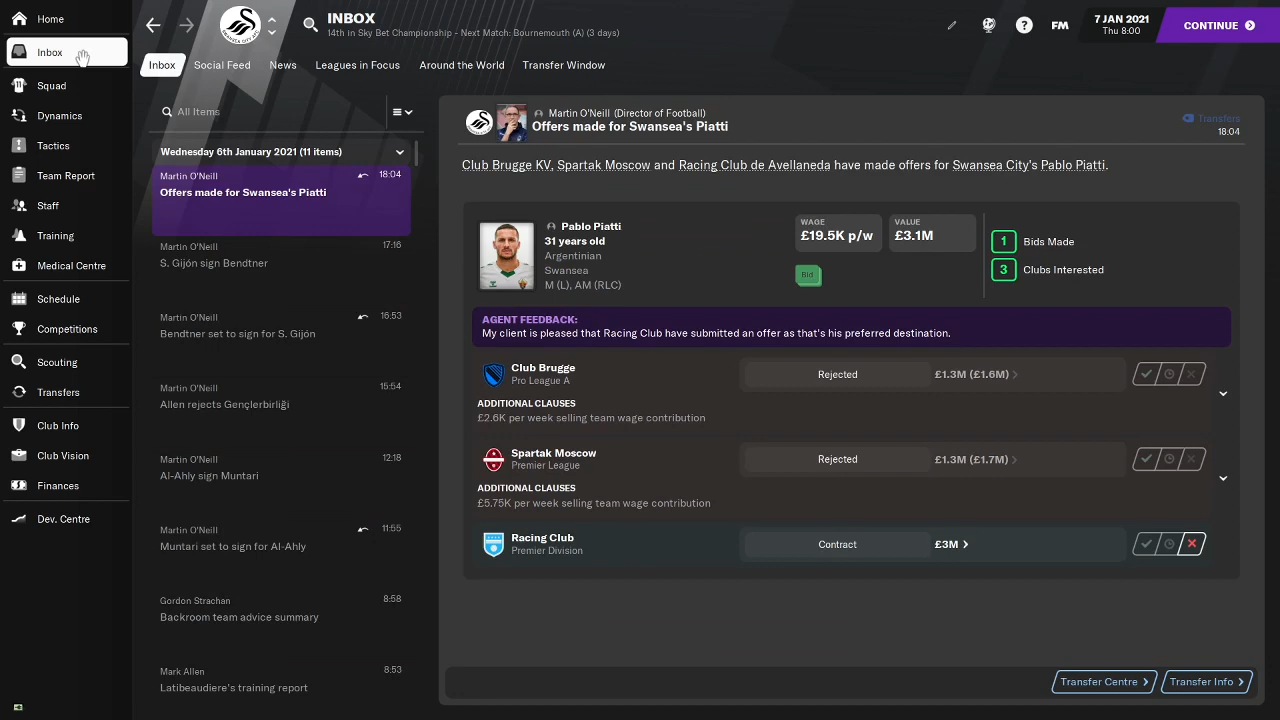 Home
Inbox
Squad
Dynamics
Tactics
Team Report
Staff
Training
Medical Centre
Schedule
Competitions
Scouting
Transfers
Club Info
Club Vision
Finances
Dev. Centre
INBOX
14th in Sky Bet Championship - Next Match: Bournemouth (A) (3 days)
FM
7 JAN 2021
Thu 8:00
CONTINUE
Inbox
Social Feed
News
Leagues in Focus
Around the World
Transfer Window
All Items
Wednesday 6th January 2021 (11 items)
Martin O'Neill 18:04
Offers made for Swansea's Piatti
Martin O'Neill 17:16
S. Gijón sign Bendtner
Martin O'Neill 16:53
Bendtner set to sign for S. Gijón
Martin O'Neill 15:54
Allen rejects Gençlerbirliği
Martin O'Neill 12:18
Al-Ahly sign Muntari
Martin O'Neill 11:55
Muntari set to sign for Al-Ahly
Gordon Strachan 8:58
Backroom team advice summary
Mark Allen 8:53
Latibeaudiere's training report
Martin O'Neill (Director of Football)
Offers made for Swansea's Piatti
Transfers
18.04
Club Brugge KV, Spartak Moscow and Racing Club de Avellaneda have made offers for Swansea City's Pablo Piatti.
Pablo Piatti
31 years old
Argentinian
Swansea
M (L), AM (RLC)
WAGE
£19.5K p/w
VALUE
£3.1M
Bid
1 Bids Made
3 Clubs Interested
AGENT FEEDBACK:
My client is pleased that Racing Club have submitted an offer as that's his preferred destination.
Club Brugge
Pro League A
Rejected
£1.3M (£1.6M)
ADDITIONAL CLAUSES
£2.6K per week selling team wage contribution
Spartak Moscow
Premier League
Rejected
£1.3M (£1.7M)
ADDITIONAL CLAUSES
£5.75K per week selling team wage contribution
Racing Club
Premier Division
Contract
£3M
Transfer Centre
Transfer Info